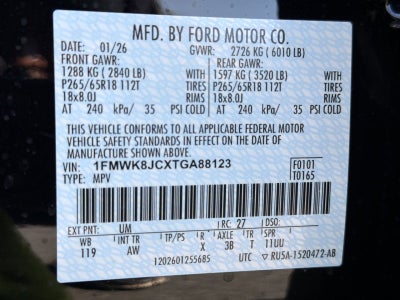 MFD. BY FORD MOTOR CO.
DATE: 01/26 GVWR: 2726 KG ( 6010 LB)
FRONT GAWR: REAR GAWR:
1288 KG ( 2840 LB) WITH 1597 KG ( 3520 LB) WITH
P265/65R18 112T TIRES P265/65R18 112T TIRES
18x8.0J RIMS 18x8.0J RIMS
AT 240 kPa/ 35 PSI COLD AT 240 kPa/ 35 PSI COLD
THIS VEHICLE CONFORMS TO ALL APPLICABLE FEDERAL MOTOR
VEHICLE SAFETY STANDARDS IN EFFECT ON THE DATE OF
MANUFACTURE SHOWN ABOVE.
VIN: 1FMWK8JCXTGA88123 F0101
TYPE: MPV T0165
EXT PNT: UM RC: 27 DSO:
WB INT TR TP/PS R AXLE TR SPR
119 AW X 3B T 11UU
1202601255685 UTC RU5A-1520472-AB